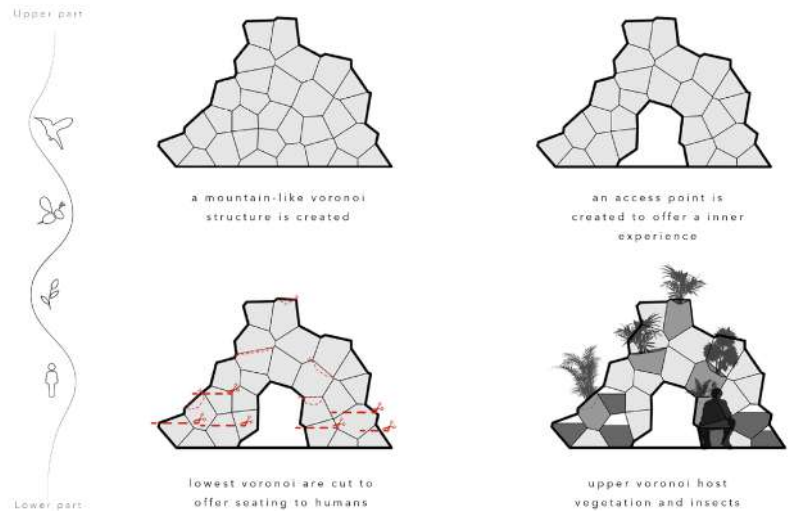 Upper part
a mountain-like voronoi
structure is created
an access point is
created to offer a inner
experience
lowest voronoi are cut to
offer seating to humans
upper voronoi host
vegetation and insects
Lower part